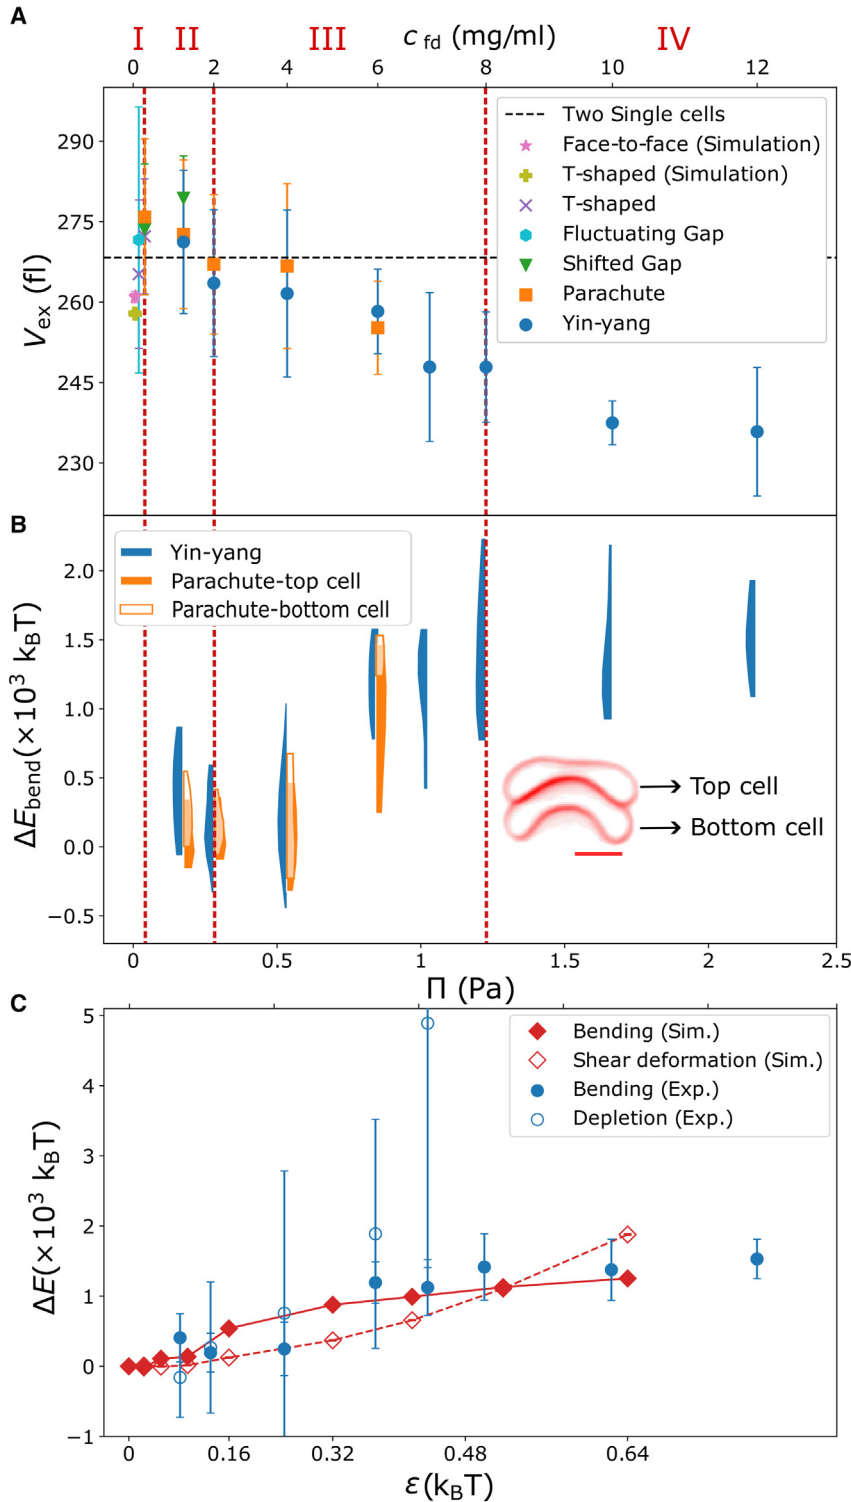 A
I II III c fd (mg/ml) IV
0 2 4 6 8 10 12
V ex (fl)
290
275
260
245
230
Two Single cells
Face-to-face (Simulation)
T-shaped (Simulation)
T-shaped
Fluctuating Gap
Shifted Gap
Parachute
Yin-yang
B
ΔE bend (×10³ k_BT)
2.0
1.5
1.0
0.5
0.0
−0.5
Yin-yang
Parachute-top cell
Parachute-bottom cell
Top cell
Bottom cell
0 0.5 1 1.5 2 2.5
Π (Pa)
C
ΔE(×10³ k_BT)
5
4
3
2
1
0
−1
Bending (Sim.)
Shear deformation (Sim.)
Bending (Exp.)
Depletion (Exp.)
0 0.16 0.32 0.48 0.64
ε(k_BT)